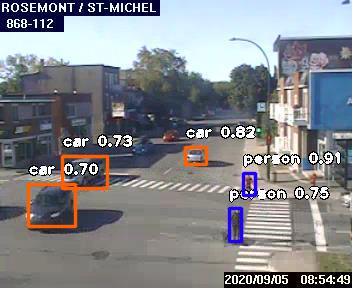 ROSEMONT / ST-MICHEL
868-112
car 0.82
car 0.73
person 0.91
car 0.70
person 0.75
2020/09/05 08:54:49